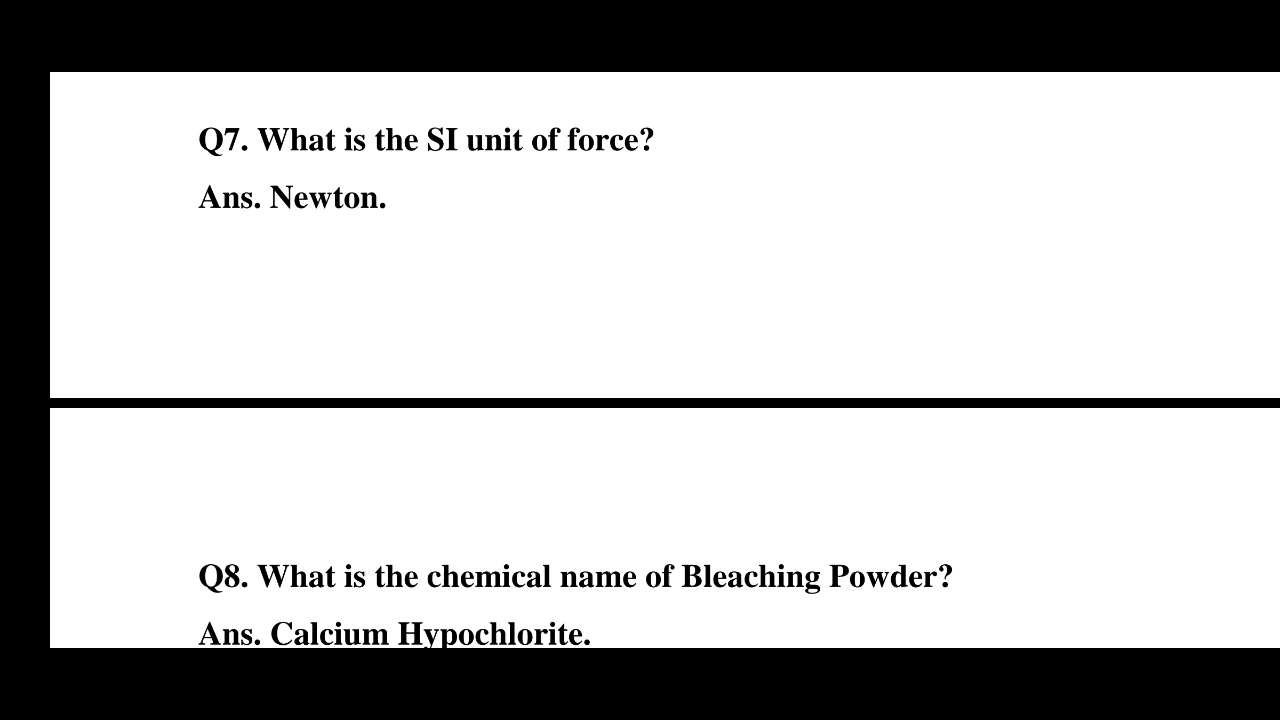 Q7. What is the SI unit of force?
Ans. Newton.
Q8. What is the chemical name of Bleaching Powder?
Ans. Calcium Hypochlorite.